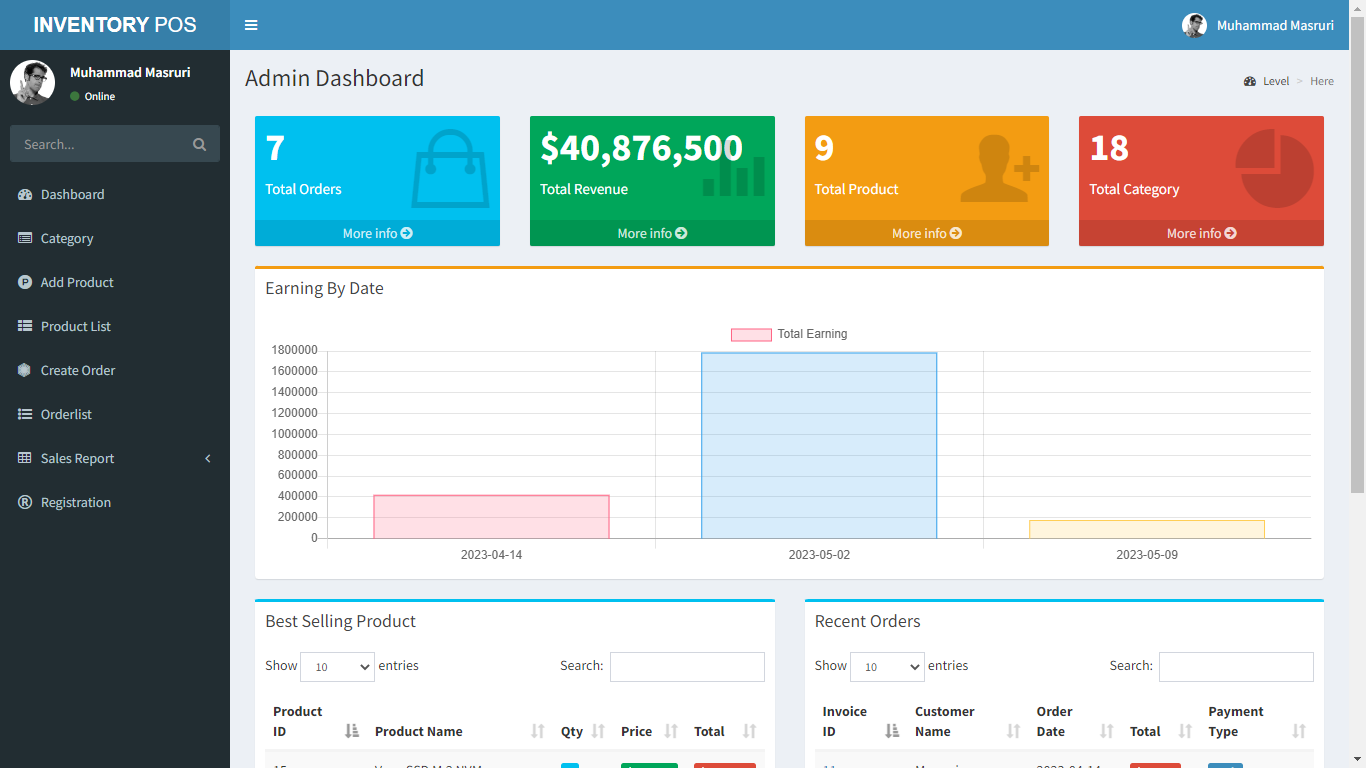 INVENTORY POS
Muhammad Masruri
Muhammad Masruri
Online
Search...
Dashboard
Category
Add Product
Product List
Create Order
Orderlist
Sales Report
Registration
Admin Dashboard
Level > Here
7
Total Orders
More info
$40,876,500
Total Revenue
More info
9
Total Product
More info
18
Total Category
More info
Earning By Date
Total Earning
1800000
1600000
1400000
1200000
1000000
800000
600000
400000
200000
0
2023-04-14
2023-05-02
2023-05-09
Best Selling Product
Show 10 entries
Search:
Product ID
Product Name
Qty
Price
Total
Recent Orders
Show 10 entries
Search:
Invoice ID
Customer Name
Order Date
Total
Payment Type